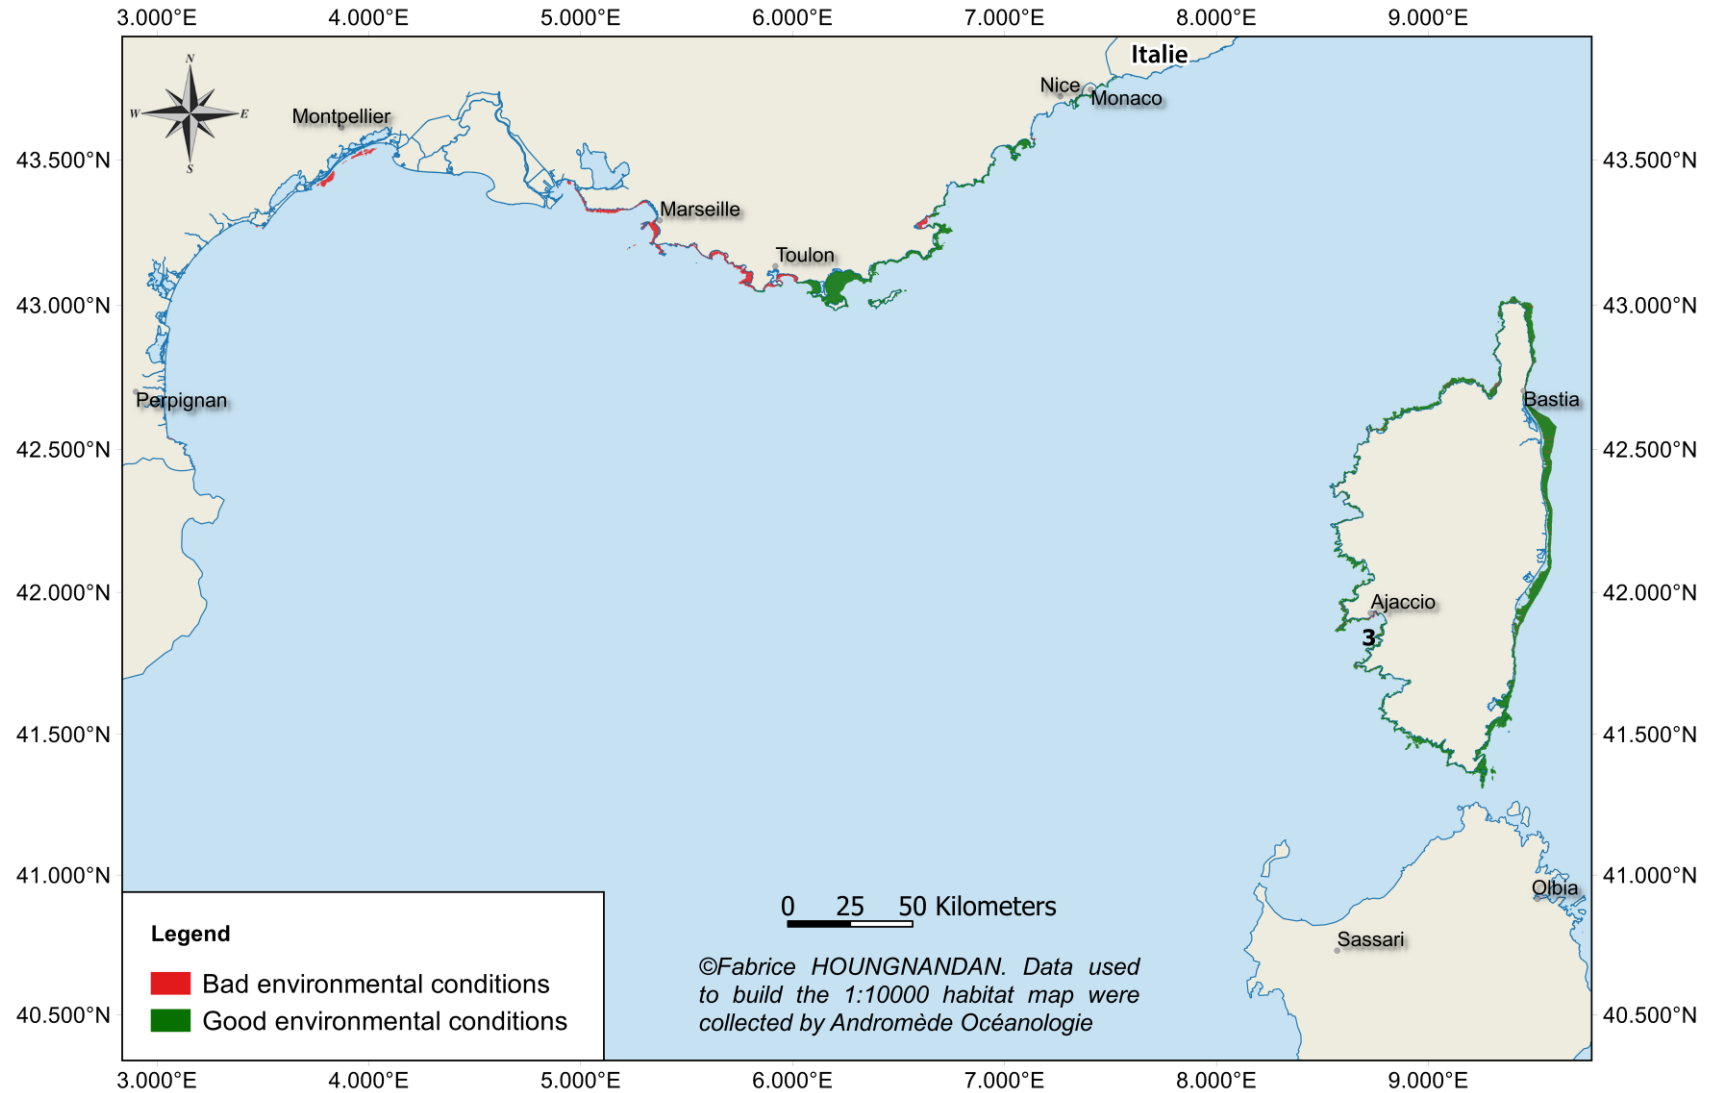 3.000°E 4.000°E 5.000°E 6.000°E 7.000°E 8.000°E 9.000°E
Italie
N
Nice
Monaco
W E
Montpellier
S
43.500°N 43.500°N
Marseille
Toulon
43.000°N 43.000°N
Perpignan
Bastia
42.500°N 42.500°N
42.000°N 42.000°N
Ajaccio
3
41.500°N 41.500°N
41.000°N 41.000°N
Olbia
0 25 50 Kilometers
Legend
Sassari
©Fabrice HOUNGNANDAN. Data used
to build the 1:10000 habitat map were
collected by Andromède Océanologie
Bad environmental conditions
Good environmental conditions
40.500°N 40.500°N
3.000°E 4.000°E 5.000°E 6.000°E 7.000°E 8.000°E 9.000°E